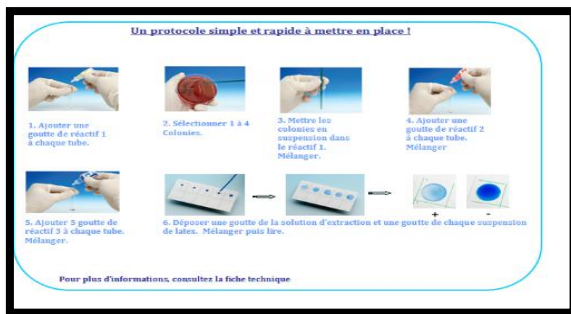 Un protocole simple et rapide à mettre en place !
1. Ajouter une
goutte de réactif 1
à chaque tube.
2. Sélectionner 1 à 4
Colonies.
3. Mettre les
colonies en
suspension dans
le réactif 1.
Mélanger.
4. Ajouter une
goutte de réactif 2
à chaque tube.
Mélanger
5. Ajouter 5 goutte de
réactif 3 à chaque tube.
Mélanger.
6. Déposer une goutte de la solution d'extraction et une goutte de chaque suspension
de latex. Mélanger puis lire.
+ -
Pour plus d'informations, consultez la fiche technique